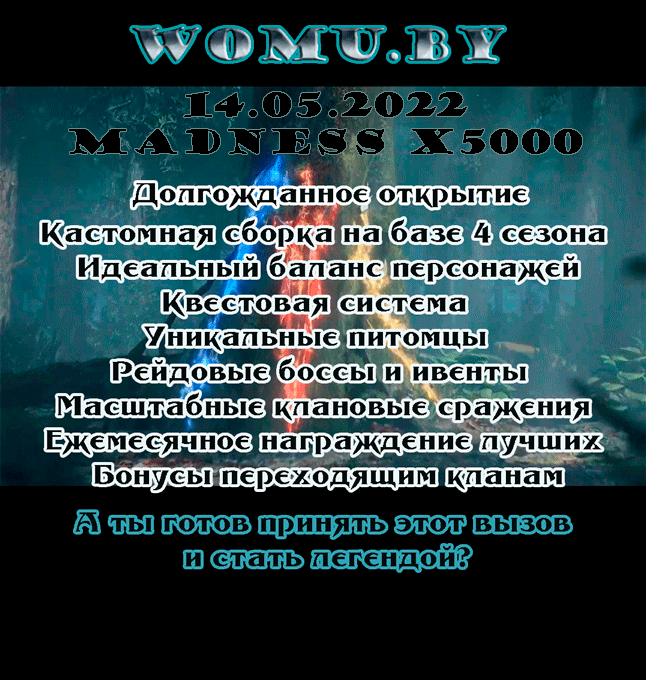 WOMU.BY
14.05.2022
MADNESS X5000
Долгожданное открытие
Кастомная сборка на базе 4 сезона
Идеальный баланс персонажей
Квестовая система
Уникальные питомцы
Рейдовые боссы и ивенты
Масштабные клановые сражения
Ежемесячное награждение лучших
Бонусы переходящим кланам
А ты готов принять этот вызов
и стать легендой?